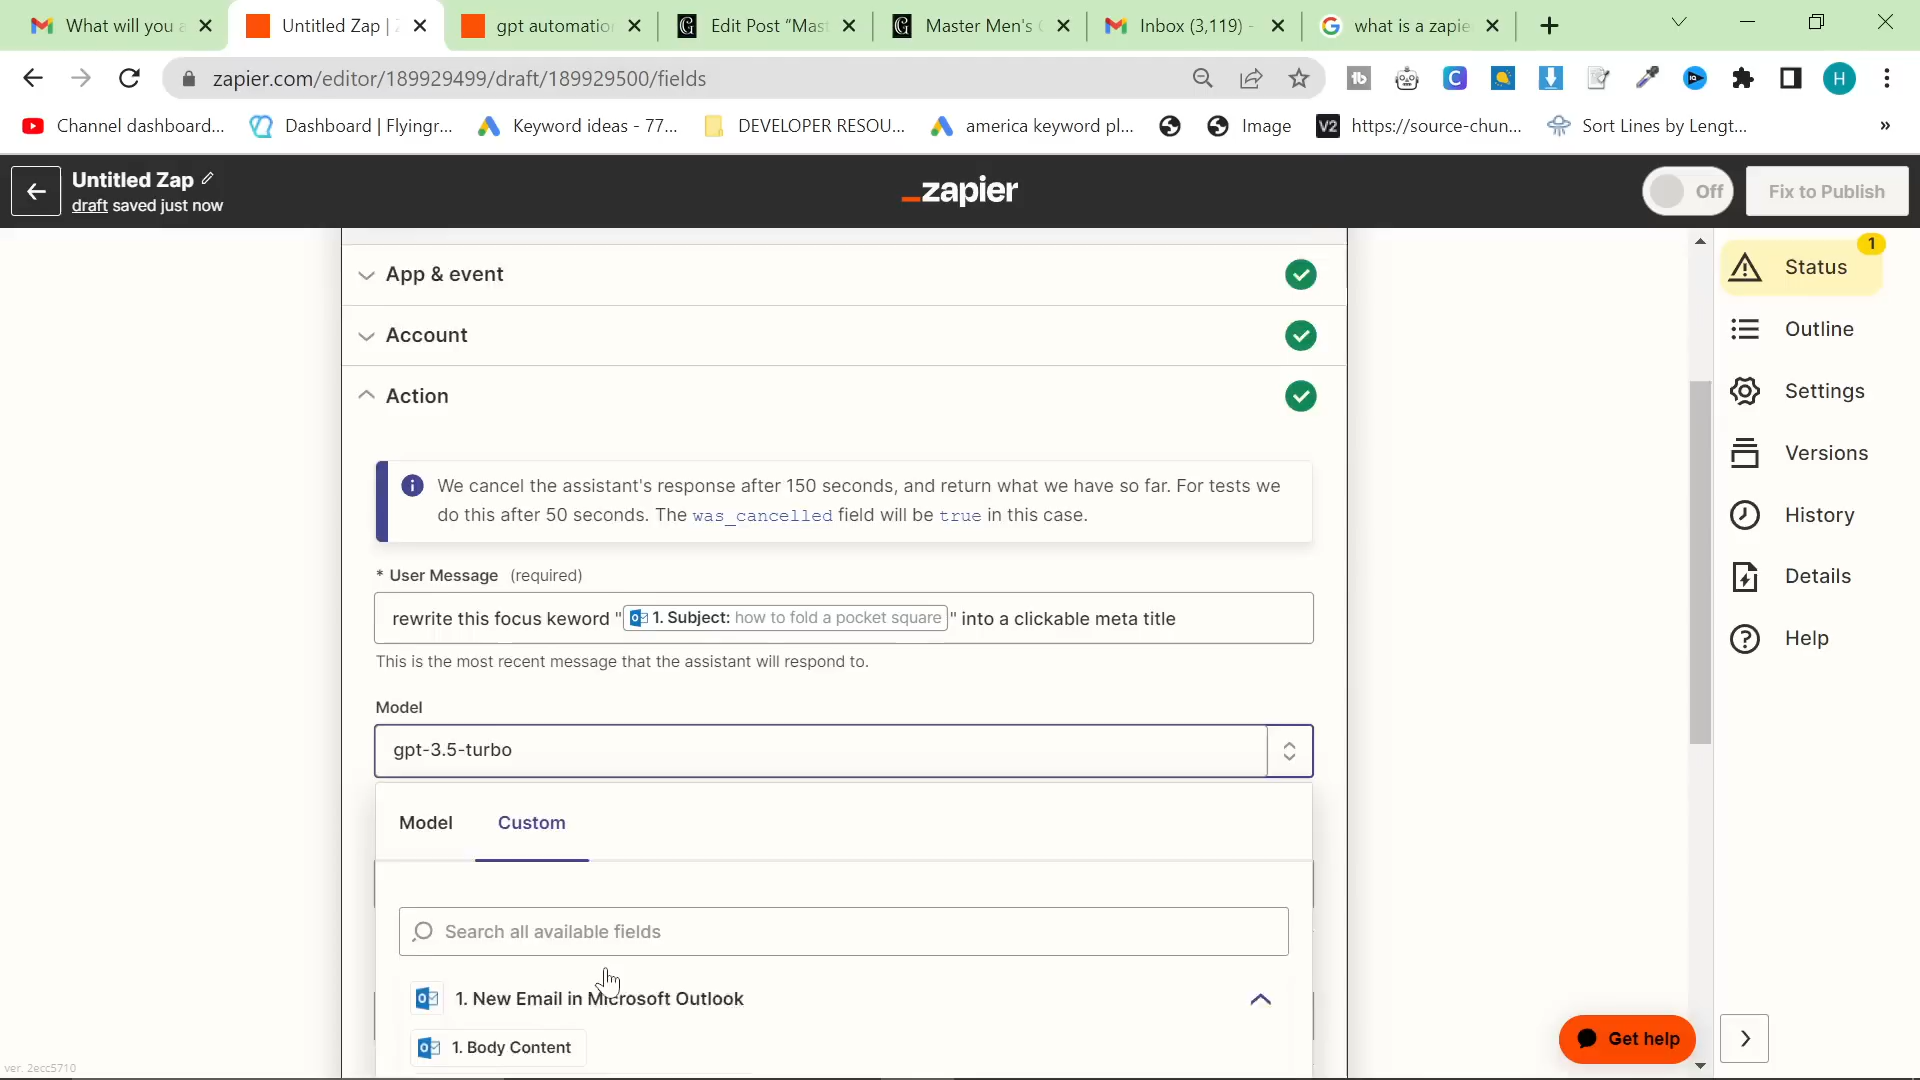 What will you a
Untitled Zap | Z
gpt automation
Edit Post “Mast
Master Men's C
Inbox (3,119) -
what is a zapie
zapier.com/editor/189929499/draft/189929500/fields
H
Channel dashboard...
Dashboard | Flyingr...
Keyword ideas - 77...
DEVELOPER RESOU...
america keyword pl...
Image
V2
https://source-chun...
Sort Lines by Lengt...
»
Untitled Zap
draft saved just now
_zapier
Off
Fix to Publish
App & event
Account
Action
We cancel the assistant's response after 150 seconds, and return what we have so far. For tests we
do this after 50 seconds. The was_cancelled field will be true in this case.
* User Message (required)
rewrite this focus keword "1. Subject: how to fold a pocket square" into a clickable meta title
This is the most recent message that the assistant will respond to.
Model
gpt-3.5-turbo
Model
Custom
Search all available fields
1. New Email in Microsoft Outlook
1. Body Content
1
Status
Outline
Settings
Versions
History
Details
Help
Get help
ver. 2ecc5710